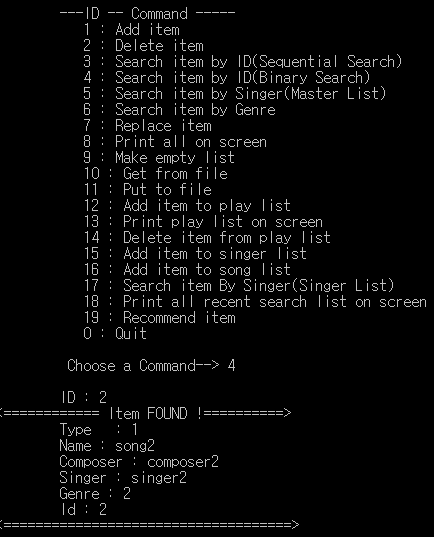 ---ID -- Command -----
1 : Add item
2 : Delete item
3 : Search item by ID(Sequential Search)
4 : Search item by ID(Binary Search)
5 : Search item by Singer(Master List)
6 : Search item by Genre
7 : Replace item
8 : Print all on screen
9 : Make empty list
10 : Get from file
11 : Put to file
12 : Add item to play list
13 : Print play list on screen
14 : Delete item from play list
15 : Add item to singer list
16 : Add item to song list
17 : Search item By Singer(Singer List)
18 : Print all recent search list on screen
19 : Recommend item
0 : Quit
Choose a Command--> 4
ID : 2
<============ Item FOUND !==========>
Type   : 1
Name : song2
Composer : composer2
Singer : singer2
Genre : 2
Id : 2
<===================================>